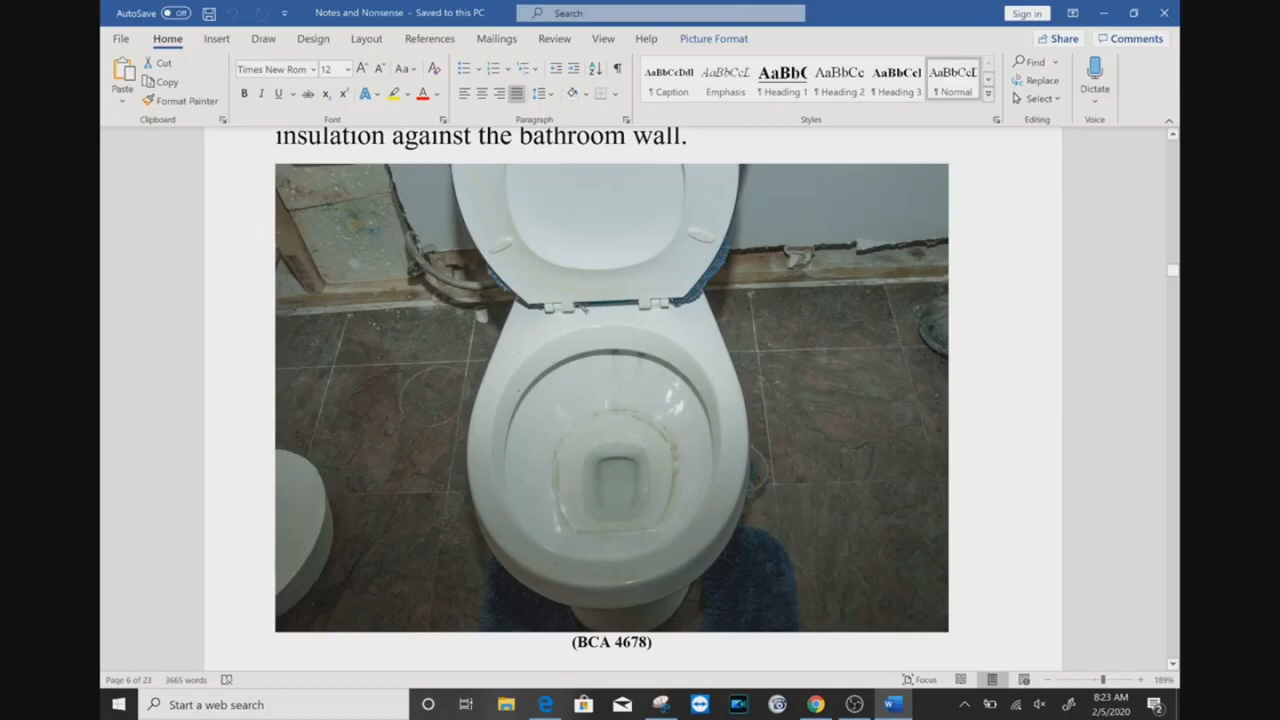 AutoSave Off Notes and Nonsense - Saved to this PC Search Sign in
File Home Insert Draw Design Layout References Mailings Review View Help Picture Format Share Comments
Paste
Cut
Copy
Format Painter
Clipboard
Times New Rom 12
Font
Paragraph
AaBbCcDdI AaBbCcL AaBbC AaBbCc AaBbCcl AaBbCcD
¶ Caption Emphasis ¶ Heading 1 ¶ Heading 2 ¶ Heading 3 ¶ Normal
Styles
Find
Replace
Select
Editing
Dictate
Voice
insulation against the bathroom wall.
(BCA 4678)
Page 6 of 23 3665 words Focus 189%
Start a web search
8:23 AM
2/5/2020
2